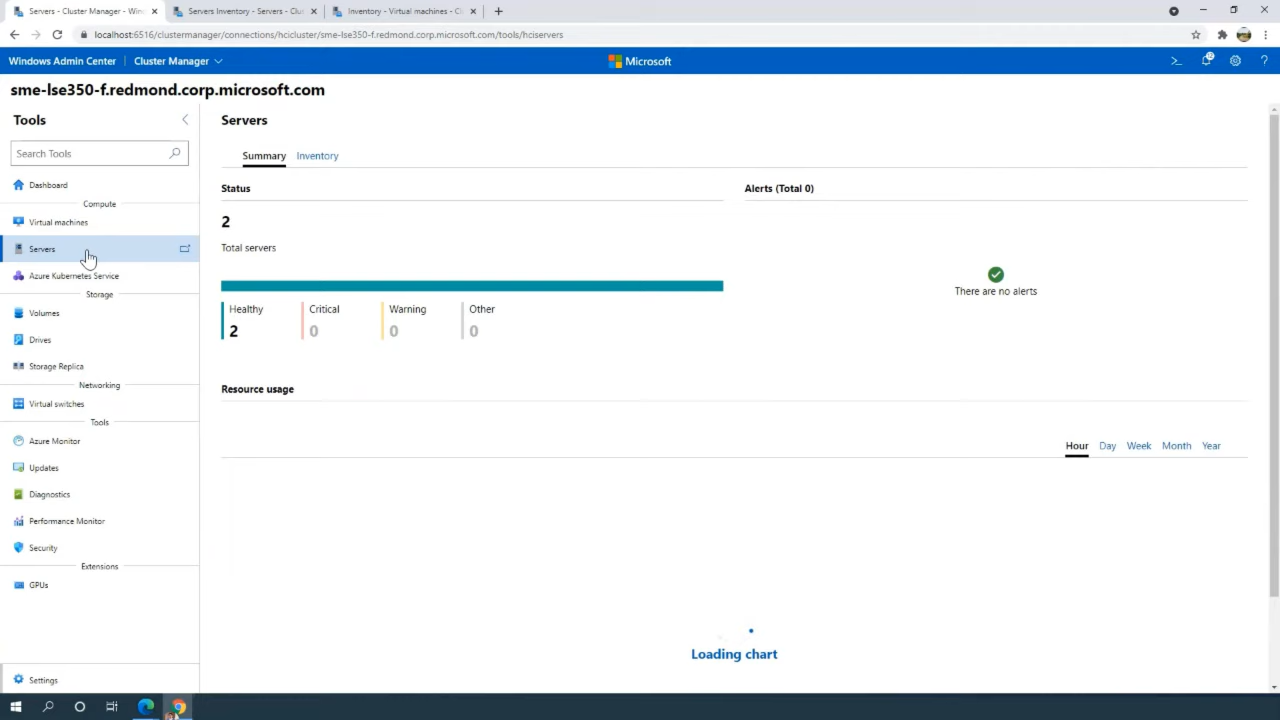 Servers - Cluster Manager - Win
Servers Inventory - Servers - Clu
Inventory - Virtual machines - C
localhost:6516/clustermanager/connections/hcicluster/sme-lse350-f.redmond.corp.microsoft.com/tools/hciservers
Windows Admin Center
Cluster Manager
Microsoft
sme-lse350-f.redmond.corp.microsoft.com
Tools
Search Tools
Dashboard
Compute
Virtual machines
Servers
Azure Kubernetes Service
Storage
Volumes
Drives
Storage Replica
Networking
Virtual switches
Tools
Azure Monitor
Updates
Diagnostics
Performance Monitor
Security
Extensions
GPUs
Settings
Servers
Summary Inventory
Status
2
Total servers
Healthy Critical Warning Other
2 0 0 0
Alerts (Total 0)
There are no alerts
Resource usage
Hour Day Week Month Year
Loading chart